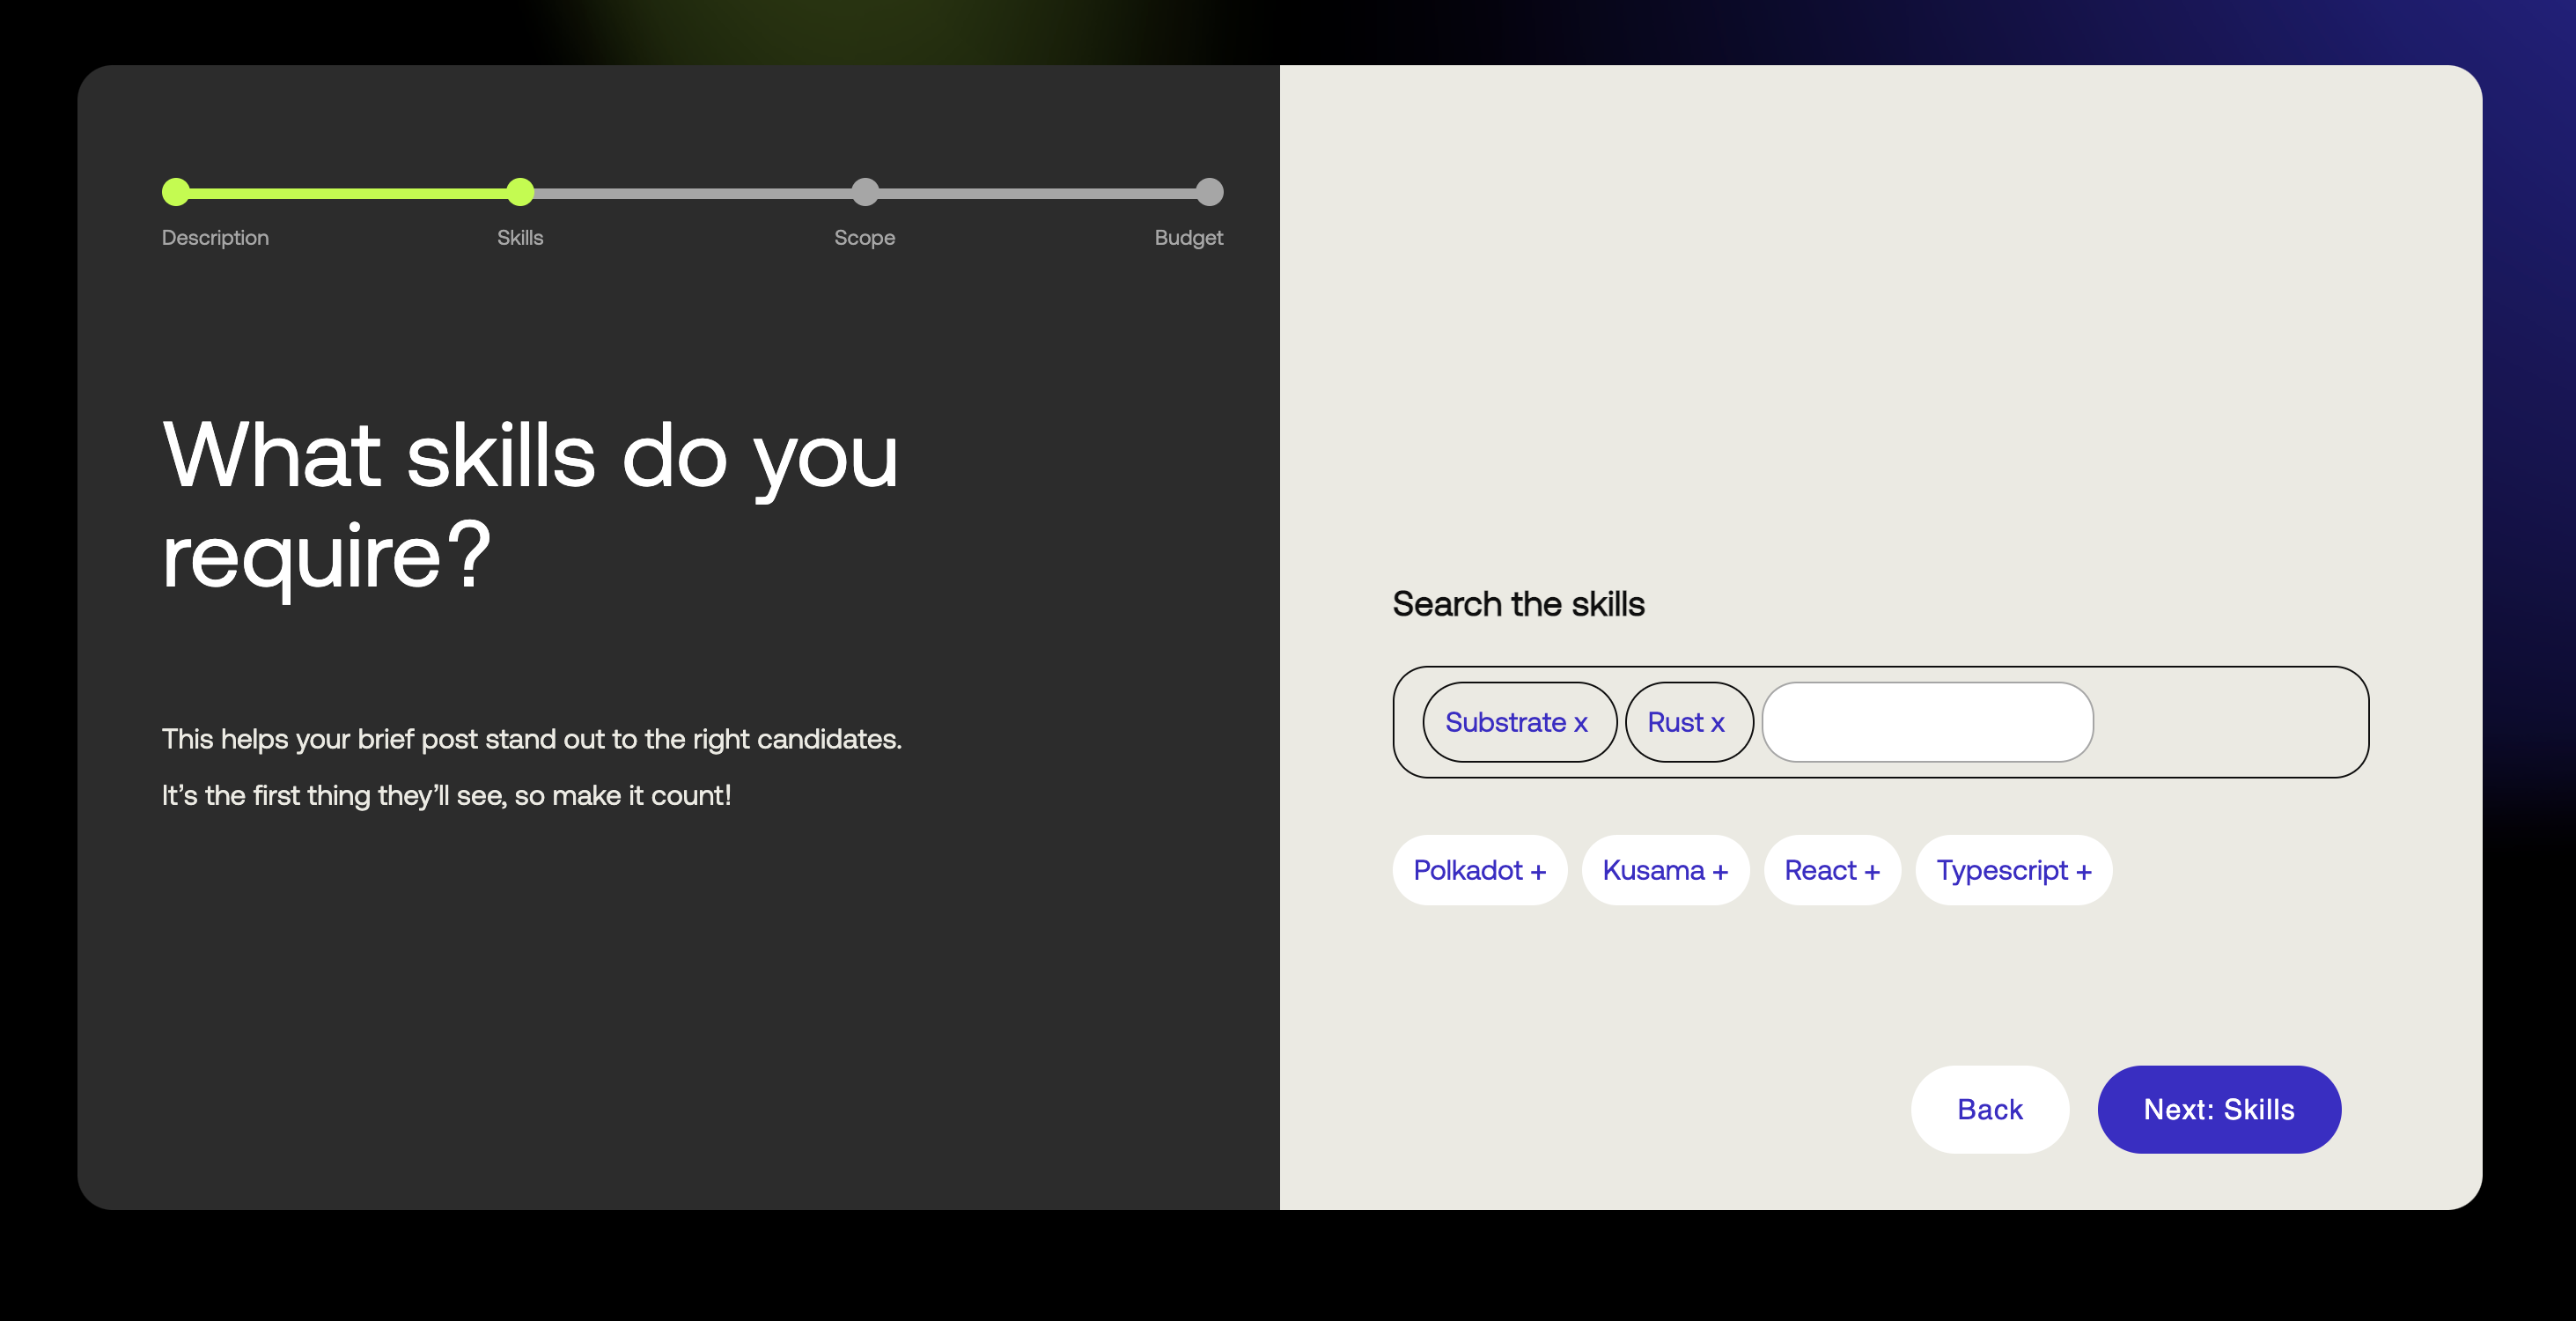 Description
Skills
Scope
Budget
What skills do you
require?
This helps your brief post stand out to the right candidates.
It’s the first thing they’ll see, so make it count!
Search the skills
Substrate x
Rust x
Polkadot +
Kusama +
React +
Typescript +
Back
Next: Skills